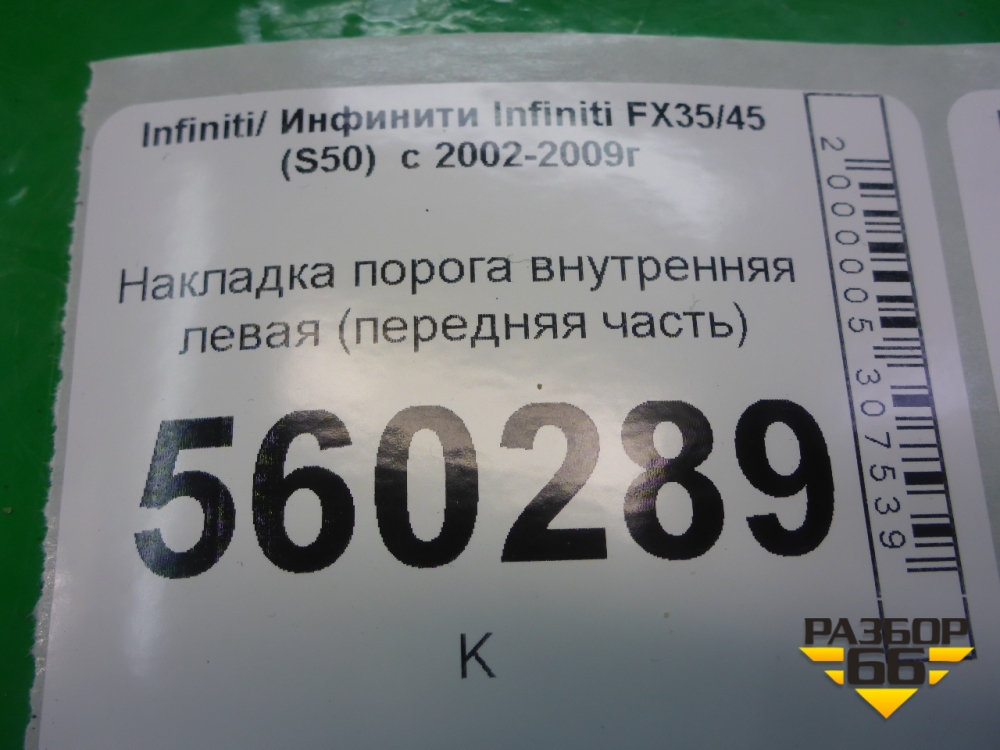 Infiniti/ Инфинити Infiniti FX35/45
(S50) с 2002-2009г
Накладка порога внутренняя
левая (передняя часть)
560289
К
2000005307539
РАЗБОР
66